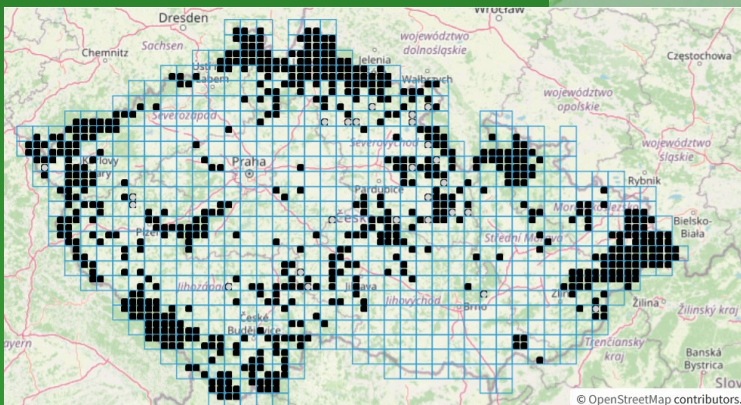 Dresden
Wrocław
Chemnitz
Sachsen
Jelenia
województwo
dolnośląskie
Częstochowa
Wałbrzych
województwo
opolskie
Severozápad
województwo
śląskie
Karlovy
Vary
Praha
Severovýchod
Rybnik
Pardubice
Bielsko-
Biała
Plzeň
Střední Morava
Jihozápad
Jihlava
Jihovýchod
Brno
Zlín
Žilina
Žilinský kraj
České
Budějovice
Trenčiansky
kraj
Banská
Bystrica
© OpenStreetMap contributors.